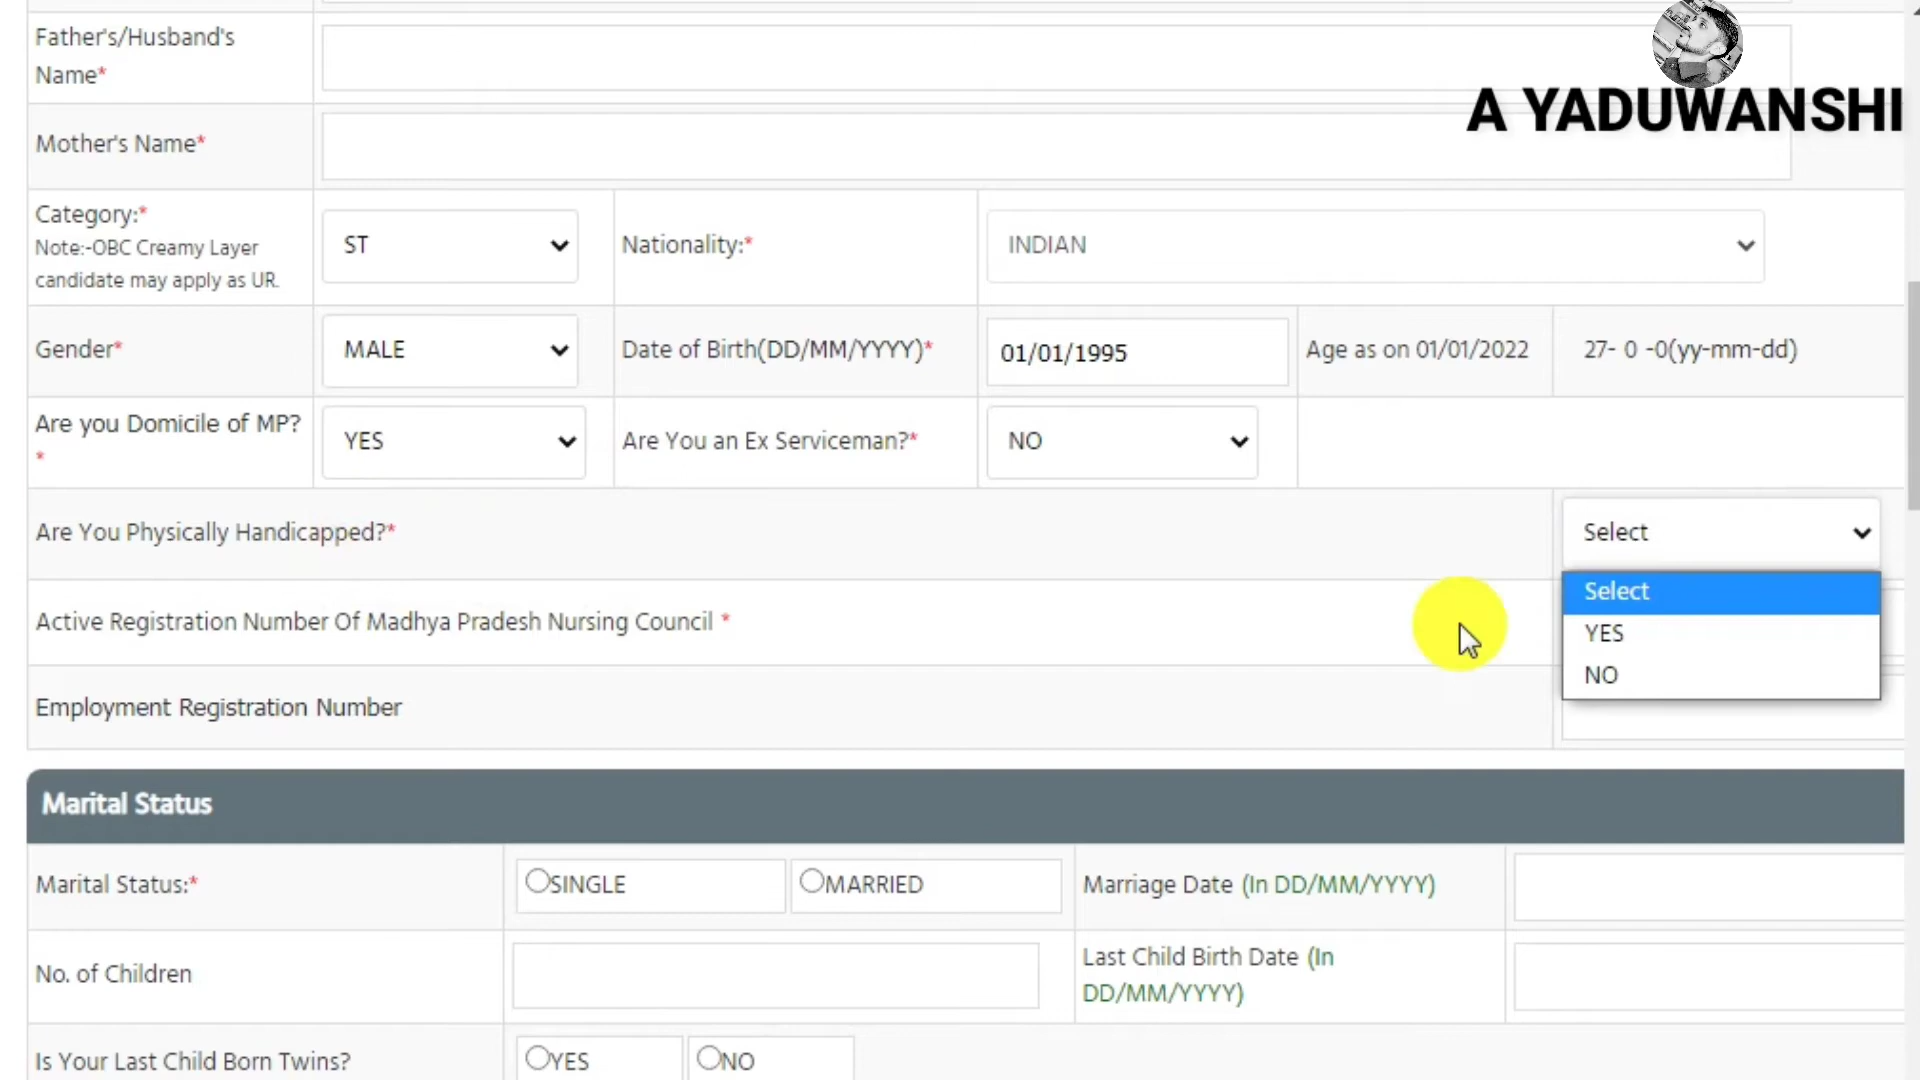 Father's/Husband's
Name*
A YADUWANSHI
Mother's Name*
Category:*
Note:-OBC Creamy Layer
candidate may apply as UR.
ST
Nationality:*
INDIAN
Gender*
MALE
Date of Birth(DD/MM/YYYY)*
01/01/1995
Age as on 01/01/2022
27- 0 -0(yy-mm-dd)
Are you Domicile of MP?
*
YES
Are You an Ex Serviceman?*
NO
Are You Physically Handicapped?*
Select
Select
YES
NO
Active Registration Number Of Madhya Pradesh Nursing Council *
Employment Registration Number
Marital Status
Marital Status:*
SINGLE
MARRIED
Marriage Date (In DD/MM/YYYY)
No. of Children
Last Child Birth Date (In
DD/MM/YYYY)
Is Your Last Child Born Twins?
YES
NO